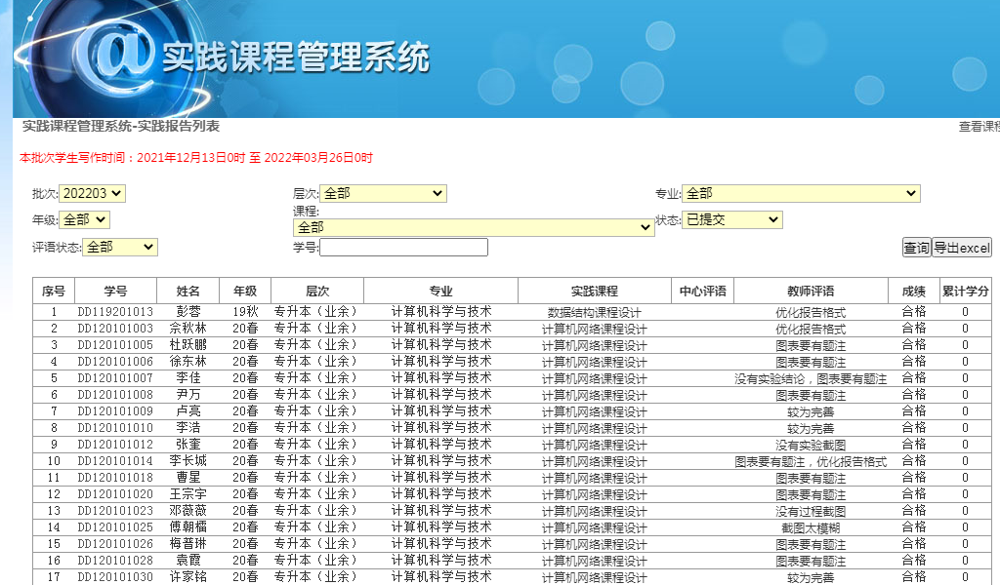 实践课程管理系统
实践课程管理系统-实践报告列表 查看课程
本批次学生写作时间：2021年12月13日0时 至 2022年03月26日0时
批次: 202203 层次: 全部 专业: 全部
年级: 全部 课程: 全部 状态: 已提交
评语状态: 全部 学号: 查询 导出excel
序号 学号 姓名 年级 层次 专业 实践课程 中心评语 教师评语 成绩 累计学分
1 DD119201013 彭蓉 19秋 专升本（业余） 计算机科学与技术 数据结构课程设计 优化报告格式 合格 0
2 DD120101003 佘秋林 20春 专升本（业余） 计算机科学与技术 计算机网络课程设计 优化报告格式 合格 0
3 DD120101005 杜跃鹏 20春 专升本（业余） 计算机科学与技术 计算机网络课程设计 图表要有题注 合格 0
4 DD120101006 徐东林 20春 专升本（业余） 计算机科学与技术 计算机网络课程设计 图表要有题注 合格 0
5 DD120101007 李佳 20春 专升本（业余） 计算机科学与技术 计算机网络课程设计 没有实验结论，图表要有题注 合格 0
6 DD120101008 尹万 20春 专升本（业余） 计算机科学与技术 计算机网络课程设计 图表要有题注 合格 0
7 DD120101009 卢亮 20春 专升本（业余） 计算机科学与技术 计算机网络课程设计 较为完善 合格 0
8 DD120101010 李浩 20春 专升本（业余） 计算机科学与技术 计算机网络课程设计 较为完善 合格 0
9 DD120101012 张奎 20春 专升本（业余） 计算机科学与技术 计算机网络课程设计 没有实验截图 合格 0
10 DD120101014 李长城 20春 专升本（业余） 计算机科学与技术 计算机网络课程设计 图表要有题注，优化报告格式 合格 0
11 DD120101018 曹星 20春 专升本（业余） 计算机科学与技术 计算机网络课程设计 图表要有题注 合格 0
12 DD120101020 王宗宇 20春 专升本（业余） 计算机科学与技术 计算机网络课程设计 图表要有题注 合格 0
13 DD120101023 邓薇薇 20春 专升本（业余） 计算机科学与技术 计算机网络课程设计 没有过程截图 合格 0
14 DD120101025 傅朝檑 20春 专升本（业余） 计算机科学与技术 计算机网络课程设计 截图太模糊 合格 0
15 DD120101026 梅普琳 20春 专升本（业余） 计算机科学与技术 计算机网络课程设计 图表要有题注 合格 0
16 DD120101028 袁霞 20春 专升本（业余） 计算机科学与技术 计算机网络课程设计 图表要有题注 合格 0
17 DD120101030 许家铭 20春 专升本（业余） 计算机科学与技术 计算机网络课程设计 较为完善 合格 0